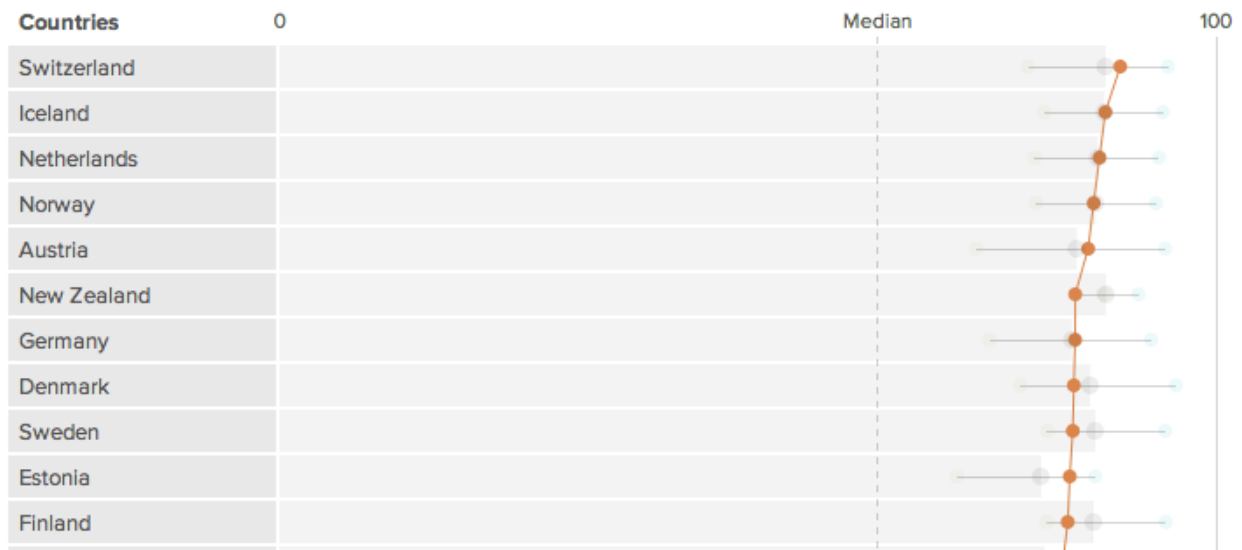 Countries 0 Median 100
Switzerland
Iceland
Netherlands
Norway
Austria
New Zealand
Germany
Denmark
Sweden
Estonia
Finland